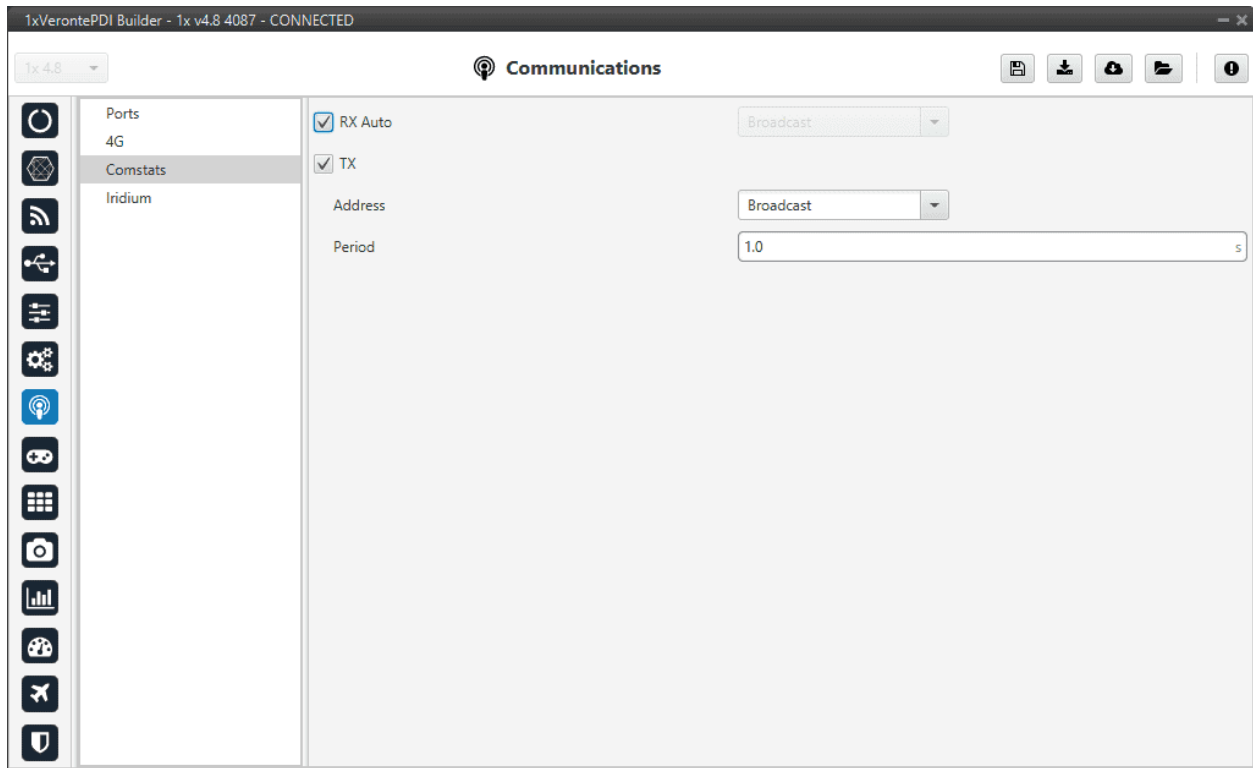 1xVerontePDI Builder - 1x v4.8 4087 - CONNECTED
1x 4.8
Communications
Ports
4G
Comstats
Iridium
RX Auto
Broadcast
TX
Address
Broadcast
Period
1.0
s